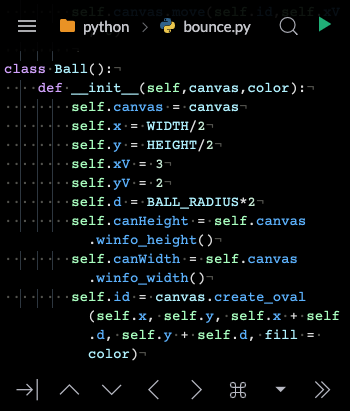 self.canvas.move(self.id,self.xV
python > bounce.py
class Ball():
def __init__(self,canvas,color):
self.canvas = canvas
self.x = WIDTH/2
self.y = HEIGHT/2
self.xV = 3
self.yV = 2
self.d = BALL_RADIUS*2
self.canHeight = self.canvas
.winfo_height()
self.canWidth = self.canvas
.winfo_width()
self.id = canvas.create_oval
(self.x, self.y, self.x + self
.d, self.y + self.d, fill =
color)